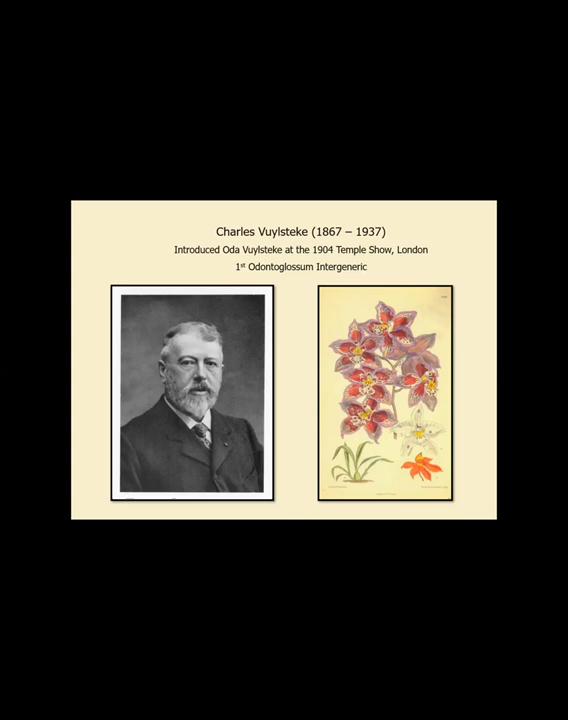 Charles Vuylsteke (1867 – 1937)
Introduced Oda Vuylsteke at the 1904 Temple Show, London
1st Odontoglossum Intergeneric